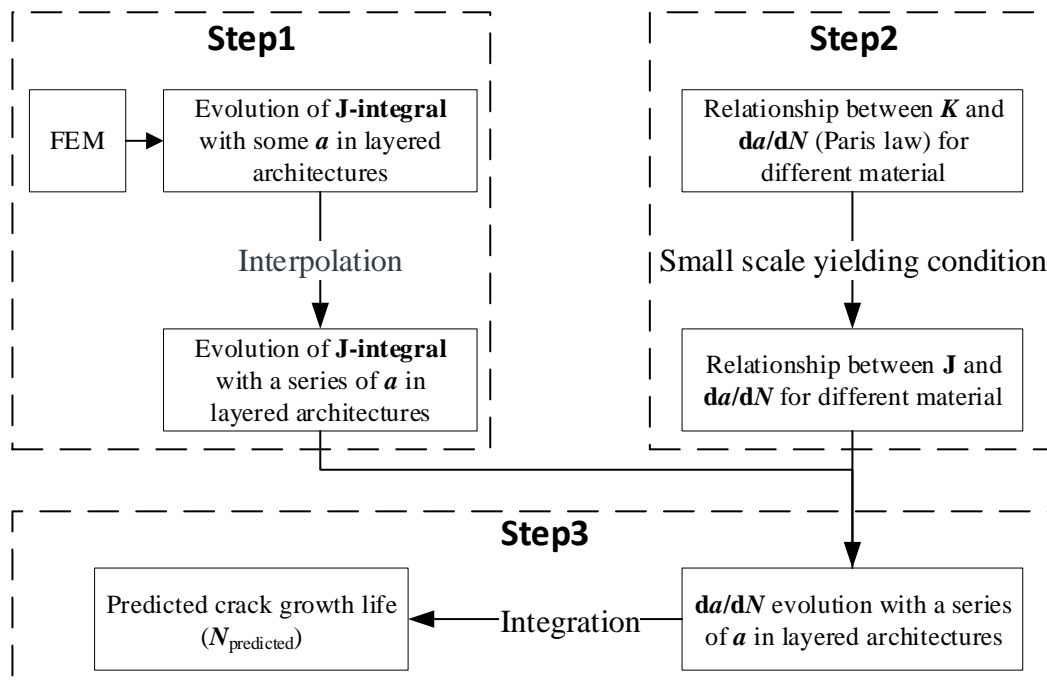 Step1
FEM
Evolution of J-integral
with some a in layered
architectures
Interpolation
Evolution of J-integral
with a series of a in
layered architectures
Step2
Relationship between K and
da/dN (Paris law) for
different material
Small scale yielding condition
Relationship between J and
da/dN for different material
Step3
da/dN evolution with a series
of a in layered architectures
Integration
Predicted crack growth life
(Npredicted)